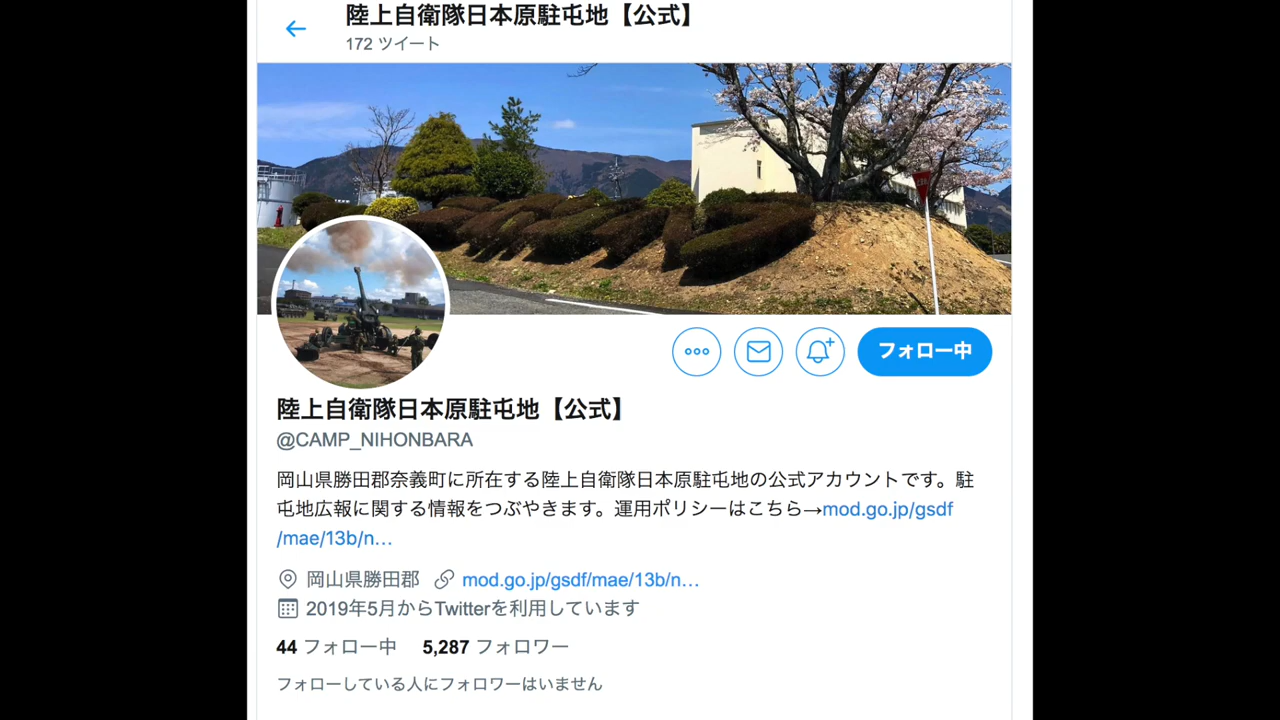 陸上自衛隊日本原駐屯地【公式】
172 ツイート
フォロー中
陸上自衛隊日本原駐屯地【公式】
@CAMP_NIHONBARA
岡山県勝田郡奈義町に所在する陸上自衛隊日本原駐屯地の公式アカウントです。駐
屯地広報に関する情報をつぶやきます。運用ポリシーはこちら→mod.go.jp/gsdf
/mae/13b/n…
岡山県勝田郡 mod.go.jp/gsdf/mae/13b/n…
2019年5月からTwitterを利用しています
44 フォロー中 5,287 フォロワー
フォローしている人にフォロワーはいません